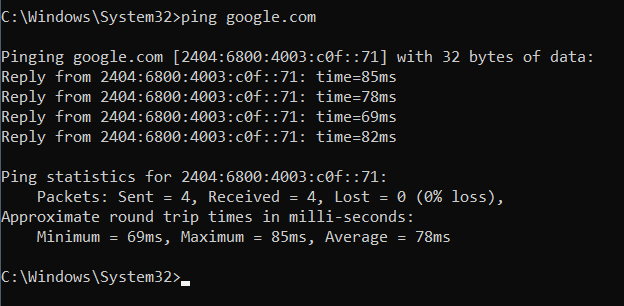 C:\Windows\System32>ping google.com
Pinging google.com [2404:6800:4003:c0f::71] with 32 bytes of data:
Reply from 2404:6800:4003:c0f::71: time=85ms
Reply from 2404:6800:4003:c0f::71: time=78ms
Reply from 2404:6800:4003:c0f::71: time=69ms
Reply from 2404:6800:4003:c0f::71: time=82ms
Ping statistics for 2404:6800:4003:c0f::71:
    Packets: Sent = 4, Received = 4, Lost = 0 (0% loss),
Approximate round trip times in milli-seconds:
    Minimum = 69ms, Maximum = 85ms, Average = 78ms
C:\Windows\System32>